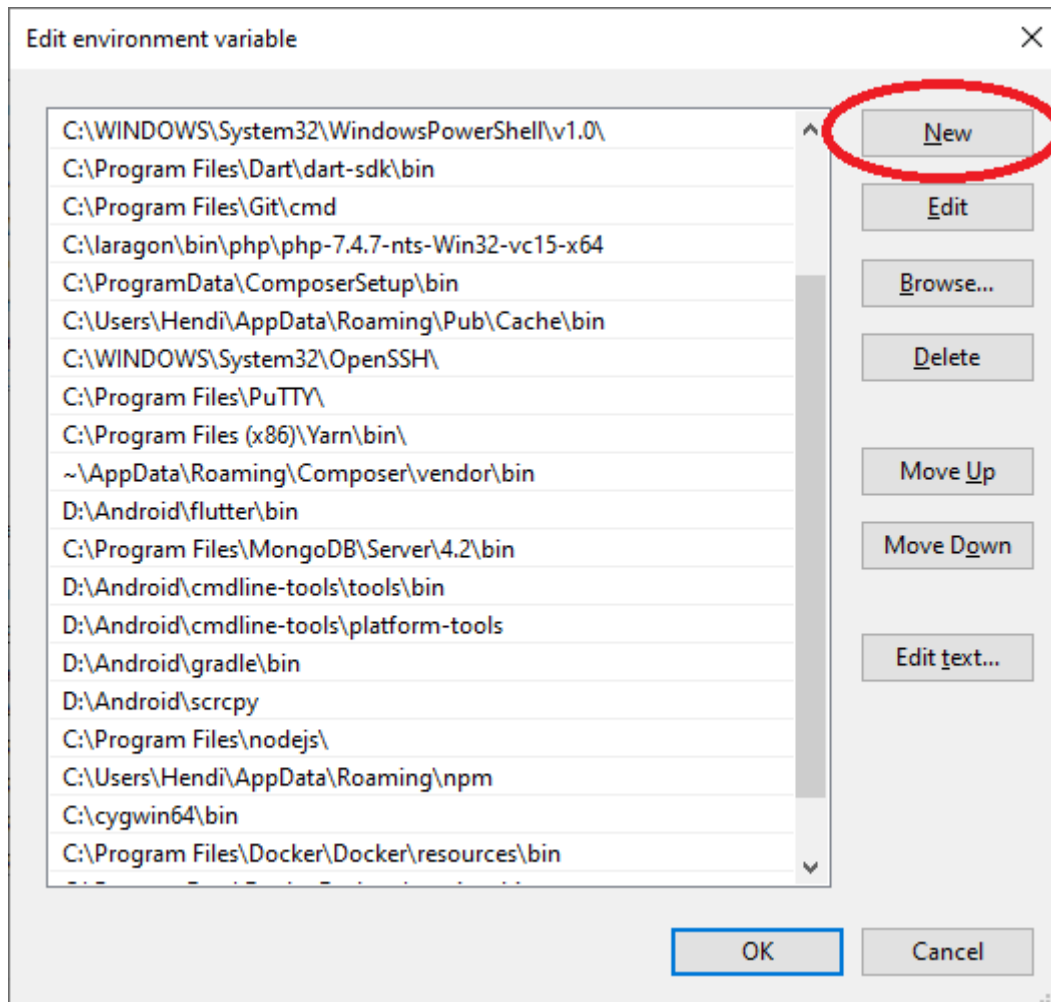 Edit environment variable
C:\WINDOWS\System32\WindowsPowerShell\v1.0\
C:\Program Files\Dart\dart-sdk\bin
C:\Program Files\Git\cmd
C:\laragon\bin\php\php-7.4.7-nts-Win32-vc15-x64
C:\ProgramData\ComposerSetup\bin
C:\Users\Hendi\AppData\Roaming\Pub\Cache\bin
C:\WINDOWS\System32\OpenSSH\
C:\Program Files\PuTTY\
C:\Program Files (x86)\Yarn\bin\
~\AppData\Roaming\Composer\vendor\bin
D:\Android\flutter\bin
C:\Program Files\MongoDB\Server\4.2\bin
D:\Android\cmdline-tools\tools\bin
D:\Android\cmdline-tools\platform-tools
D:\Android\gradle\bin
D:\Android\scrcpy
C:\Program Files\nodejs\
C:\Users\Hendi\AppData\Roaming\npm
C:\cygwin64\bin
C:\Program Files\Docker\Docker\resources\bin
New
Edit
Browse...
Delete
Move Up
Move Down
Edit text...
OK
Cancel